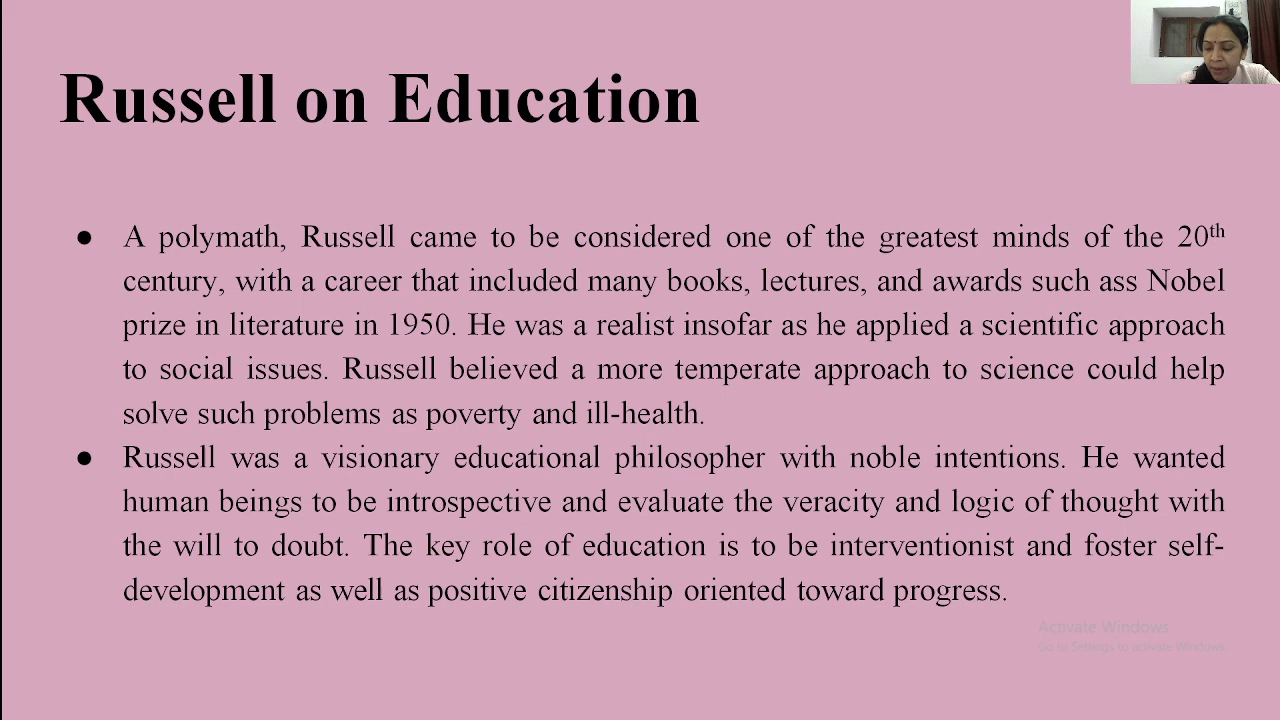 Russell on Education
● A polymath, Russell came to be considered one of the greatest minds of the 20th
century, with a career that included many books, lectures, and awards such ass Nobel
prize in literature in 1950. He was a realist insofar as he applied a scientific approach
to social issues. Russell believed a more temperate approach to science could help
solve such problems as poverty and ill-health.
● Russell was a visionary educational philosopher with noble intentions. He wanted
human beings to be introspective and evaluate the veracity and logic of thought with
the will to doubt. The key role of education is to be interventionist and foster self-
development as well as positive citizenship oriented toward progress.
Activate Windows
Go to Settings to activate Windows.